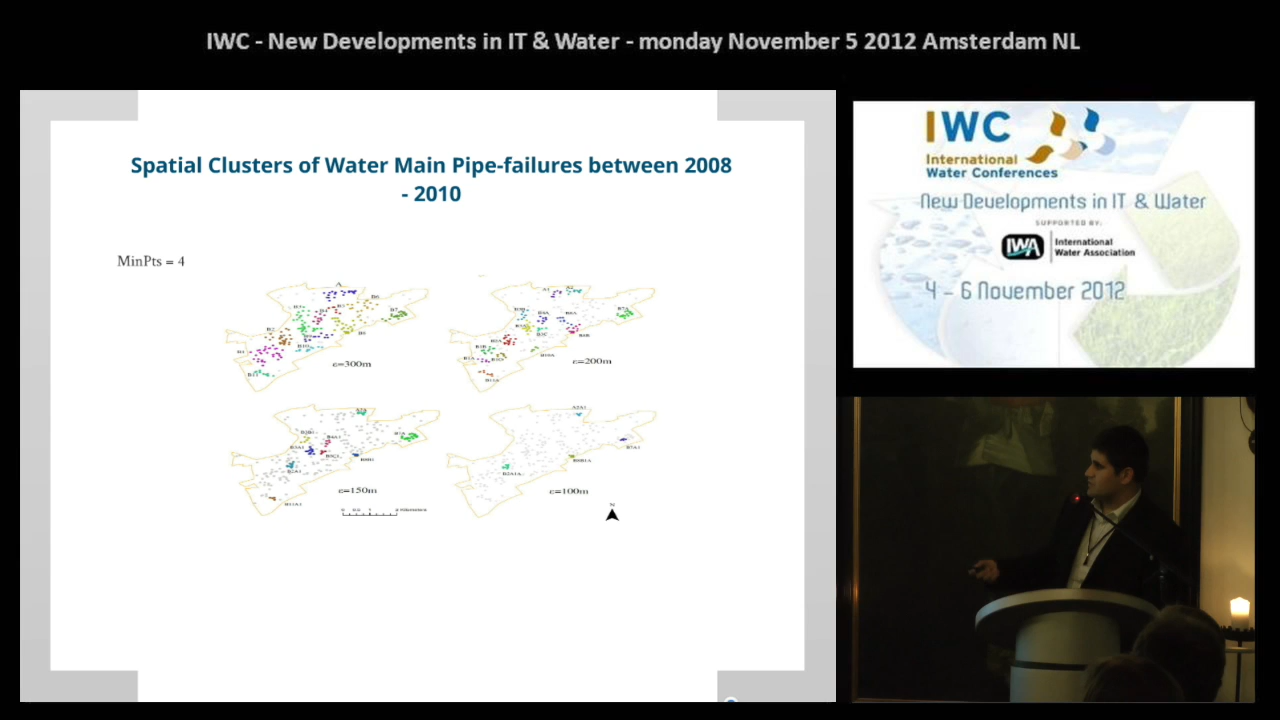 IWC - New Developments in IT & Water - monday November 5 2012 Amsterdam NL
Spatial Clusters of Water Main Pipe-failures between 2008
- 2010
MinPts = 4
ε=300m
ε=200m
ε=150m
ε=100m
N
IWC
International
Water Conferences
New Developments in IT & Water
SUPPORTED BY:
IWA
International
Water Association
4 – 6 November 2012